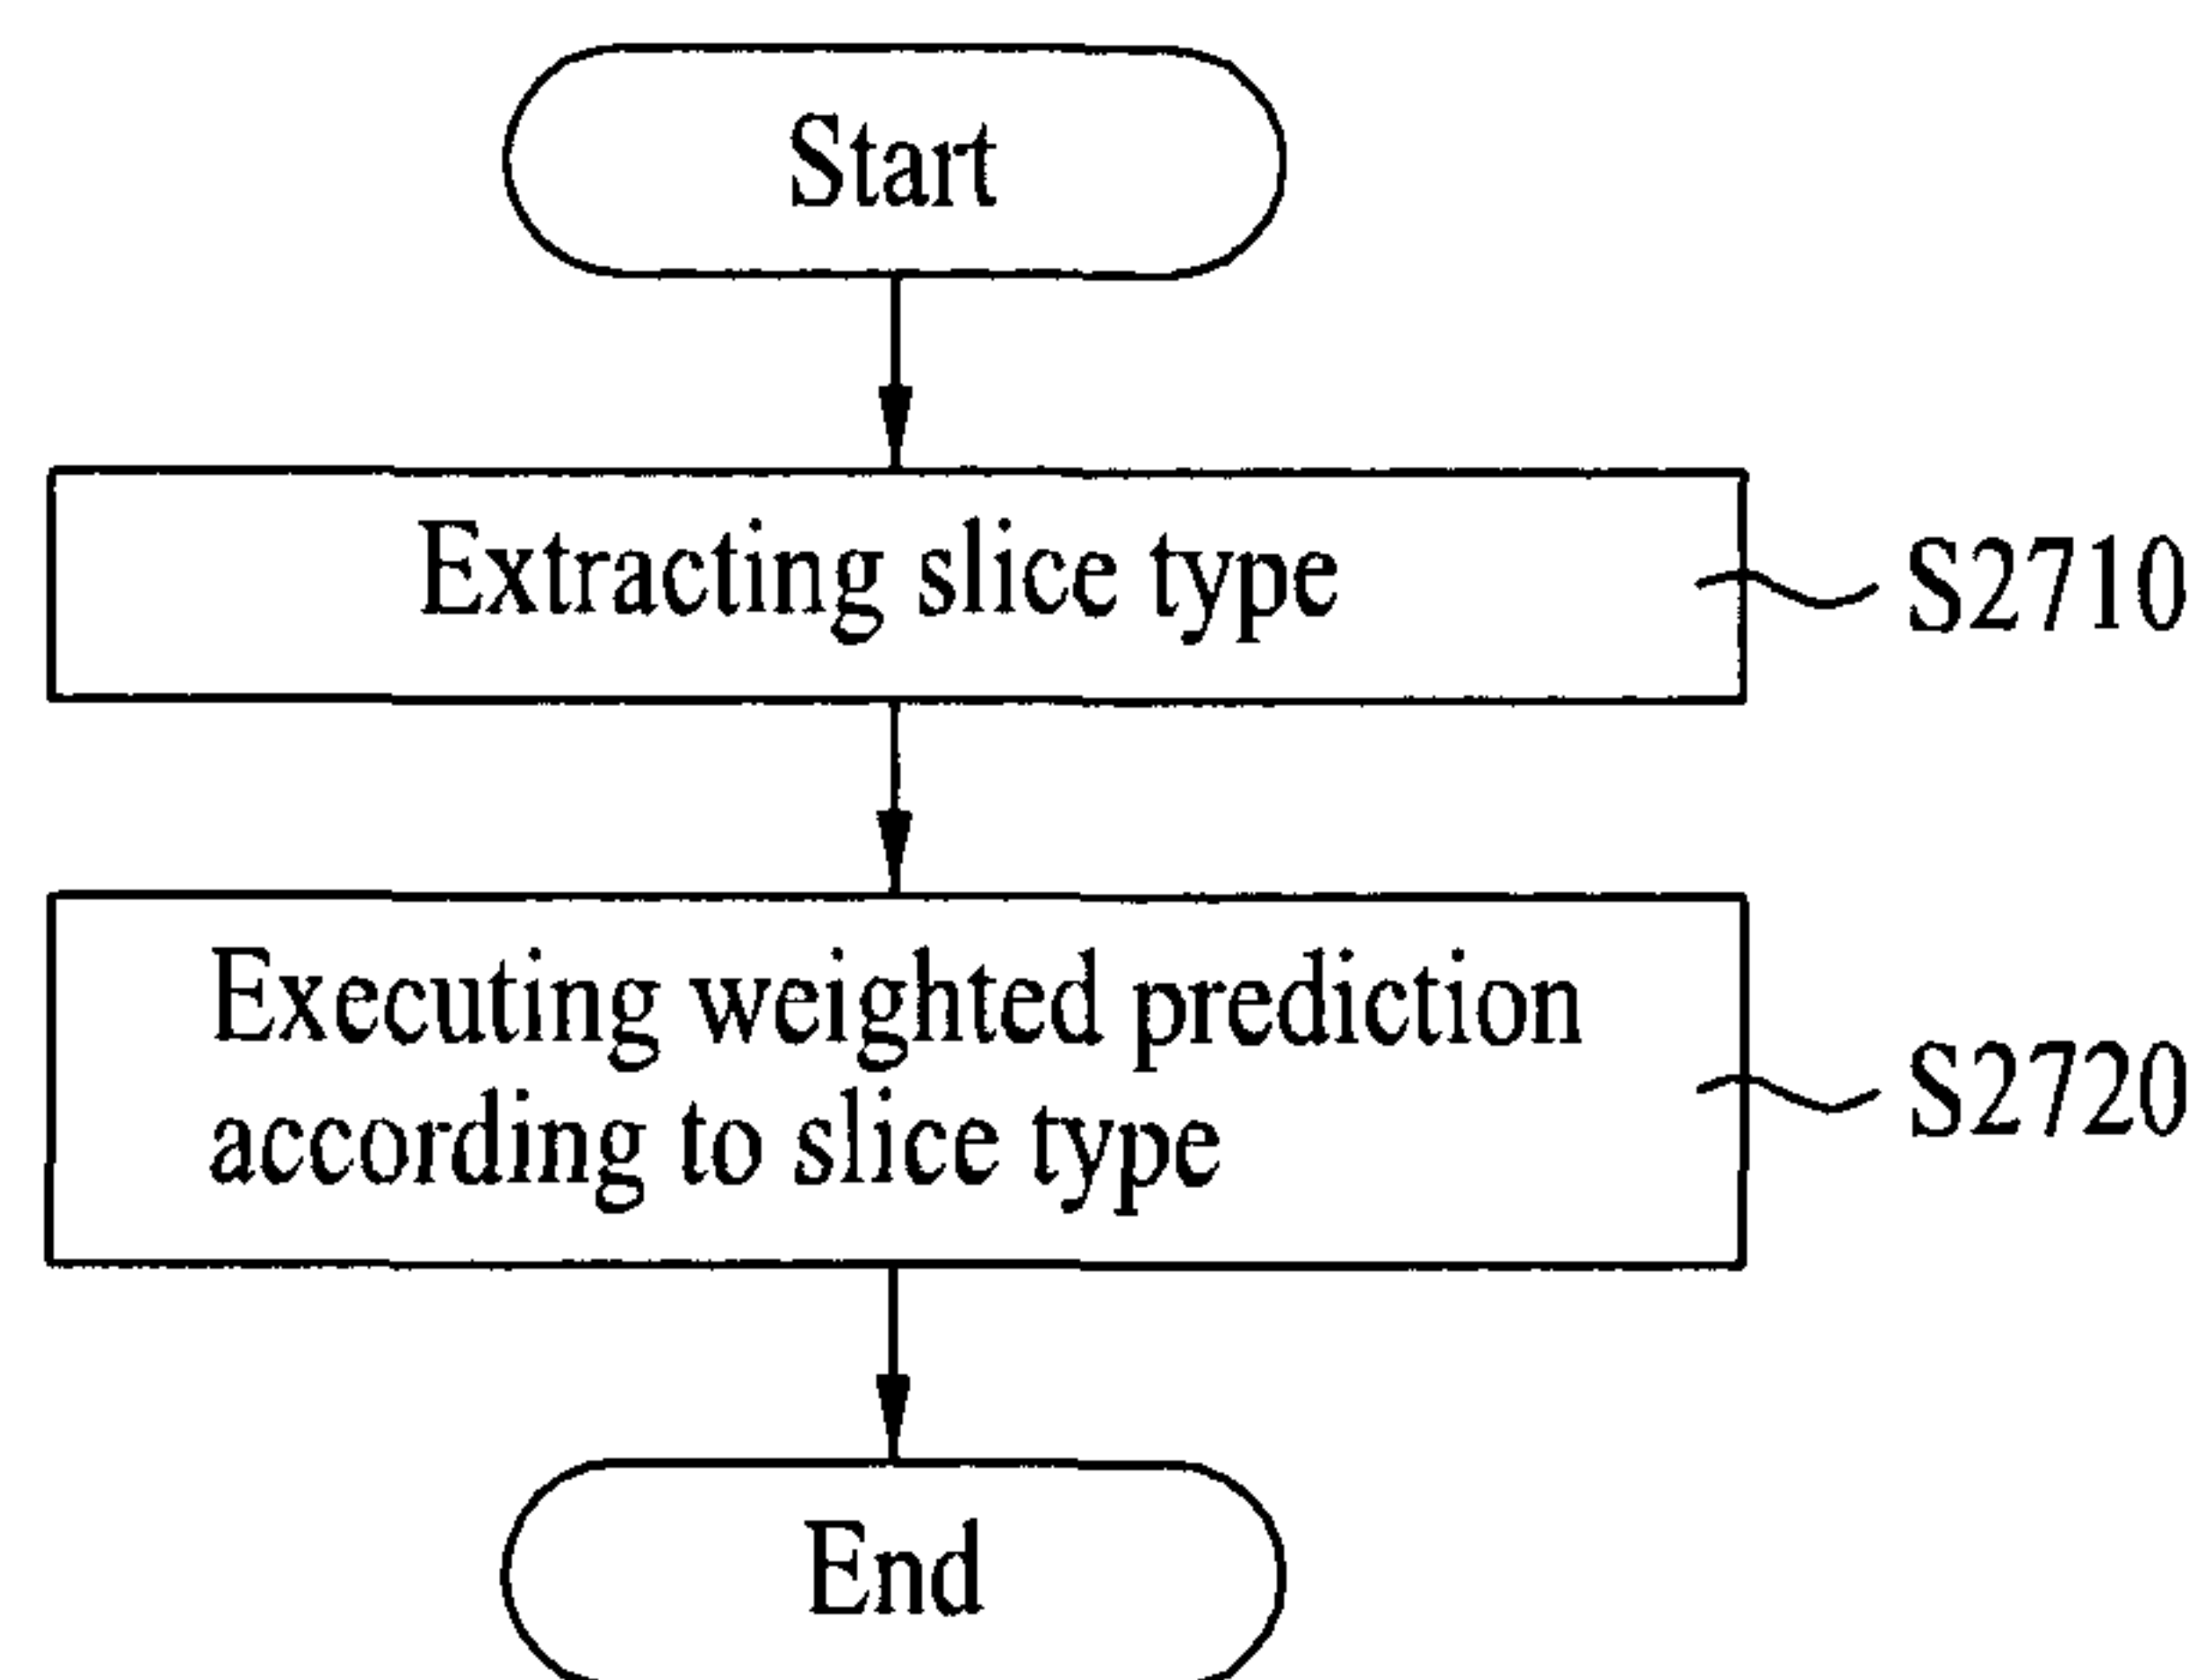 Start
Extracting slice type
S2710
Executing weighted prediction
according to slice type
S2720
End